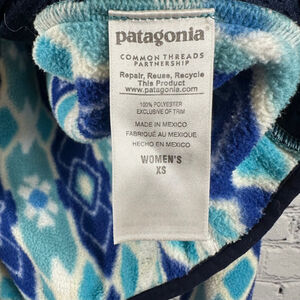 patagonia
COMMON THREADS
PARTNERSHIP
Repair, Reuse, Recycle
This Product
www.patagonia.com
100% POLYESTER
EXCLUSIVE OF TRIM
MADE IN MEXICO
FABRIQUÉ AU MEXIQUE
HECHO EN MEXICO
WOMEN'S
XS